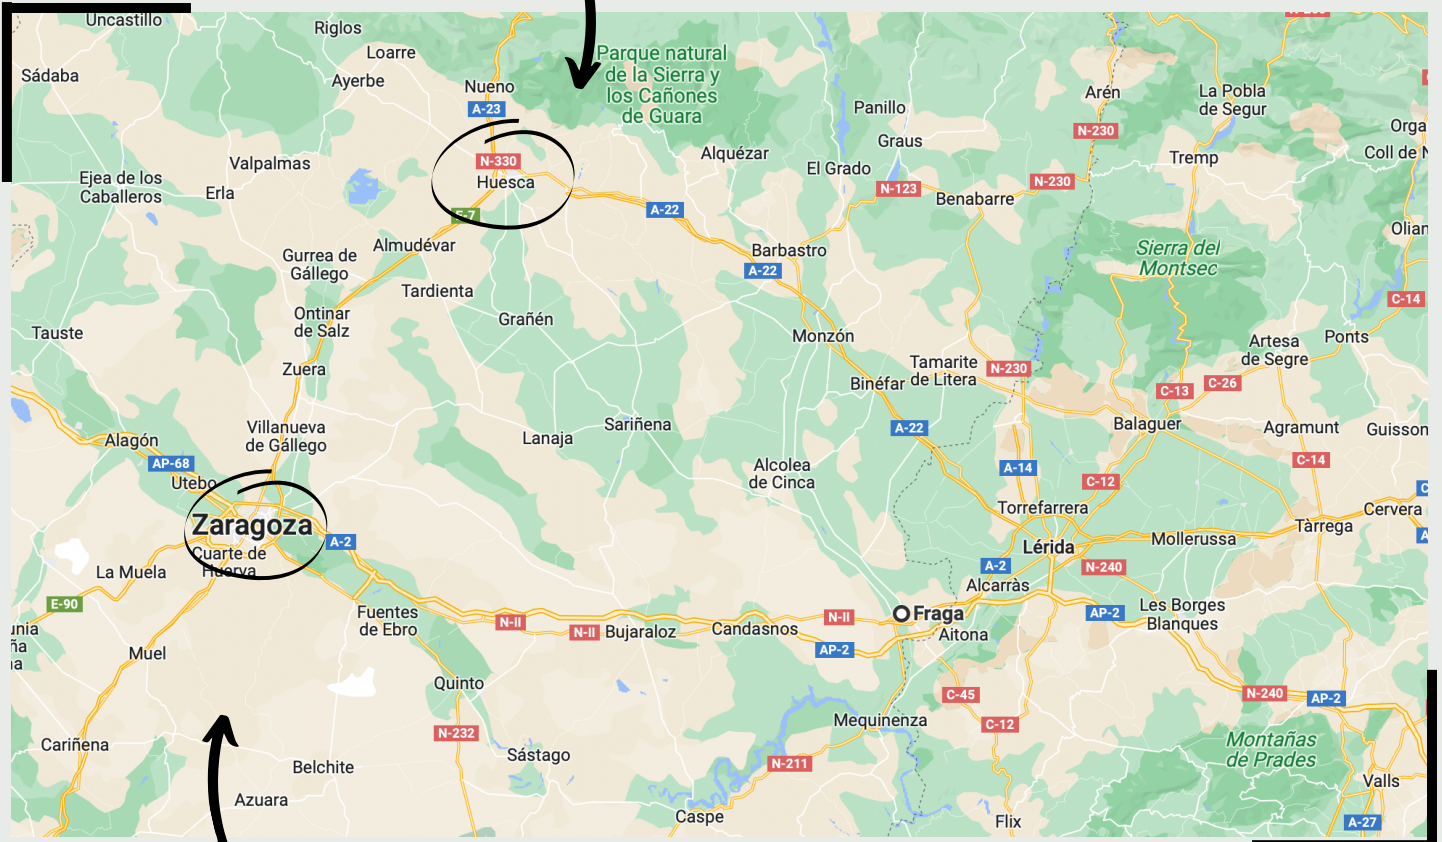 Uncastillo
Riglos
Loarre
Sádaba
Ayerbe
Nueno
A-23
Parque natural
de la Sierra y
los Cañones
de Guara
Panillo
Arén
La Pobla
de Segur
N-230
Orga
Graus
Coll de N
Valpalmas
N-330
Alquézar
El Grado
Tremp
Ejea de los
Caballeros
Erla
Huesca
N-123
N-230
Benabarre
E-7
A-22
Olian
Almudévar
Gurrea de
Gállego
Barbastro
A-22
Sierra del
Montsec
Tardienta
C-14
Ontinar
de Salz
Grañén
Tauste
Monzón
Artesa
de Segre
Ponts
Zuera
Tamarite
de Litera
N-230
Binéfar
C-13
C-26
Villanueva
de Gállego
Alagón
Lanaja
Sariñena
A-22
Balaguer
Agramunt
Guisson
AP-68
Utebo
Alcolea
de Cinca
A-14
C-12
C-14
Zaragoza
A-2
Torrefarrera
Cervera
Tàrrega
Cuarte de
Huerva
Lérida
Mollerussa
La Muela
A-2
N-240
Alcarràs
E-90
Fuentes
de Ebro
N-II
N-II
Bujaraloz
Candasnos
N-II
Fraga
AP-2
Les Borges
Blanques
Aitona
AP-2
unia
ña
na
Muel
Quinto
C-45
N-240
AP-2
Mequinenza
C-12
N-232
Cariñena
Belchite
Sástago
N-211
Montañas
de Prades
Azuara
Valls
Caspe
Flix
A-27